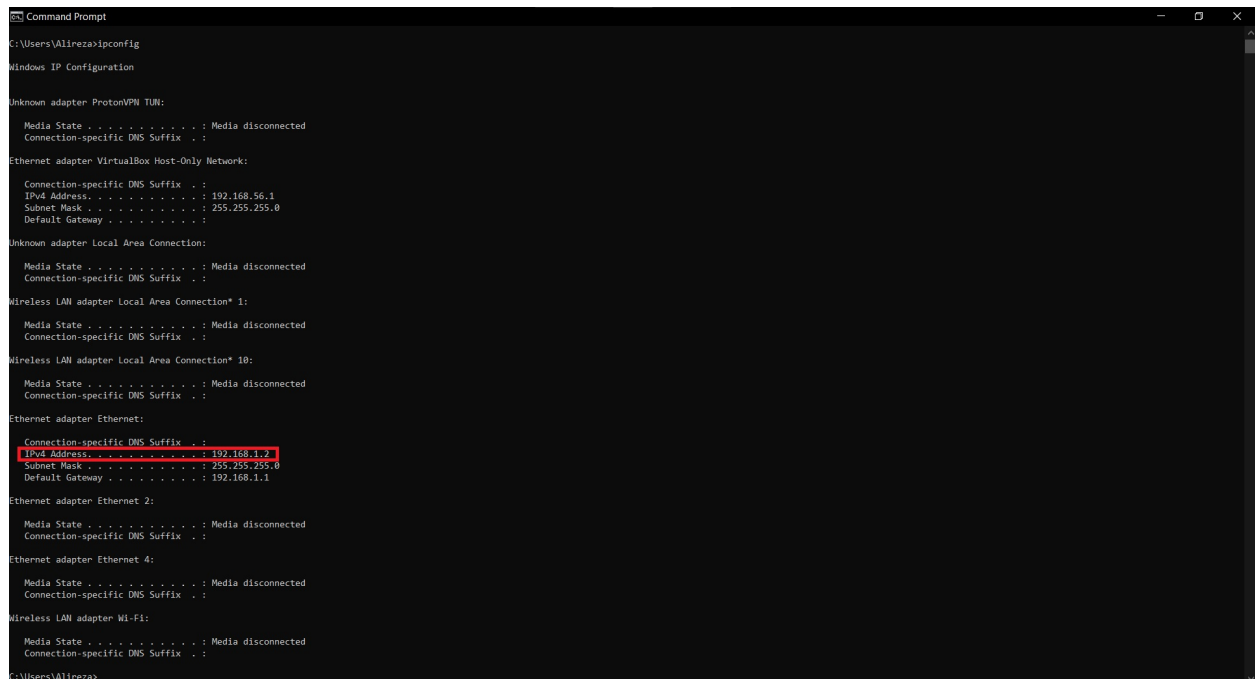 Command Prompt
C:\Users\Alireza>ipconfig
Windows IP Configuration
Unknown adapter ProtonVPN TUN:
Media State . . . . . . . . . . . : Media disconnected
Connection-specific DNS Suffix . :
Ethernet adapter VirtualBox Host-Only Network:
Connection-specific DNS Suffix . :
IPv4 Address. . . . . . . . . . . : 192.168.56.1
Subnet Mask . . . . . . . . . . . : 255.255.255.0
Default Gateway . . . . . . . . . :
Unknown adapter Local Area Connection:
Media State . . . . . . . . . . . : Media disconnected
Connection-specific DNS Suffix . :
Wireless LAN adapter Local Area Connection* 1:
Media State . . . . . . . . . . . : Media disconnected
Connection-specific DNS Suffix . :
Wireless LAN adapter Local Area Connection* 10:
Media State . . . . . . . . . . . : Media disconnected
Connection-specific DNS Suffix . :
Ethernet adapter Ethernet:
Connection-specific DNS Suffix . :
IPv4 Address. . . . . . . . . . . : 192.168.1.2
Subnet Mask . . . . . . . . . . . : 255.255.255.0
Default Gateway . . . . . . . . . : 192.168.1.1
Ethernet adapter Ethernet 2:
Media State . . . . . . . . . . . : Media disconnected
Connection-specific DNS Suffix . :
Ethernet adapter Ethernet 4:
Media State . . . . . . . . . . . : Media disconnected
Connection-specific DNS Suffix . :
Wireless LAN adapter Wi-Fi:
Media State . . . . . . . . . . . : Media disconnected
Connection-specific DNS Suffix . :
C:\Users\Alireza>